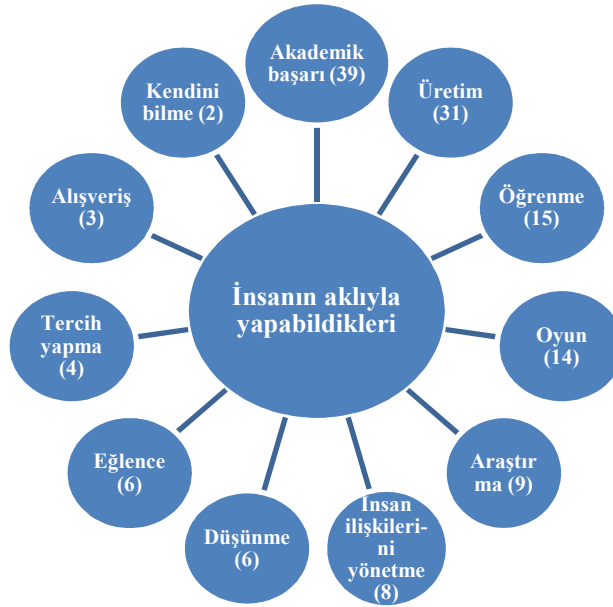 Akademik
başarı (39)
Üretim
(31)
Öğrenme
(15)
Oyun
(14)
Araştır
ma (9)
İnsan
ilişkileri-
ni
yönetme
(8)
Düşünme
(6)
Eğlence
(6)
Tercih
yapma
(4)
Alışveriş
(3)
Kendini
bilme (2)
İnsanın aklıyla
yapabildikleri